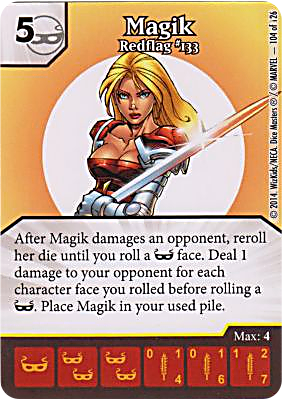 5
Magik
Redflag #133
After Magik damages an opponent, reroll
her die until you roll a face. Deal 1
damage to your opponent for each
character face you rolled before rolling a
. Place Magik in your used pile.
Max: 4
0 1 4
0 1 6
1 2 7
© 2014. WizKids/NECA. Dice Masters ® / © MARVEL — 104 of 126